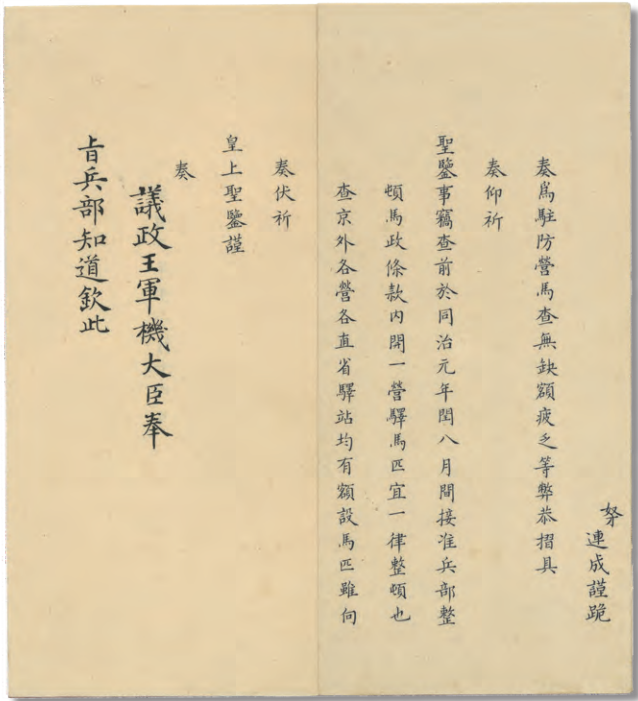 奴才連成謹跪
奏爲駐防營馬查無缺額疲乏等弊恭摺具
奏仰祈
聖鑒事竊查前於同治元年閏八月間接准兵部整
頓馬政條款內開一營驛馬匹宜一律整頓也
查京外各營各直省驛站均有額設馬匹雖向
奏伏祈
皇上聖鑒謹
奏
議政王軍機大臣奉
旨兵部知道欽此